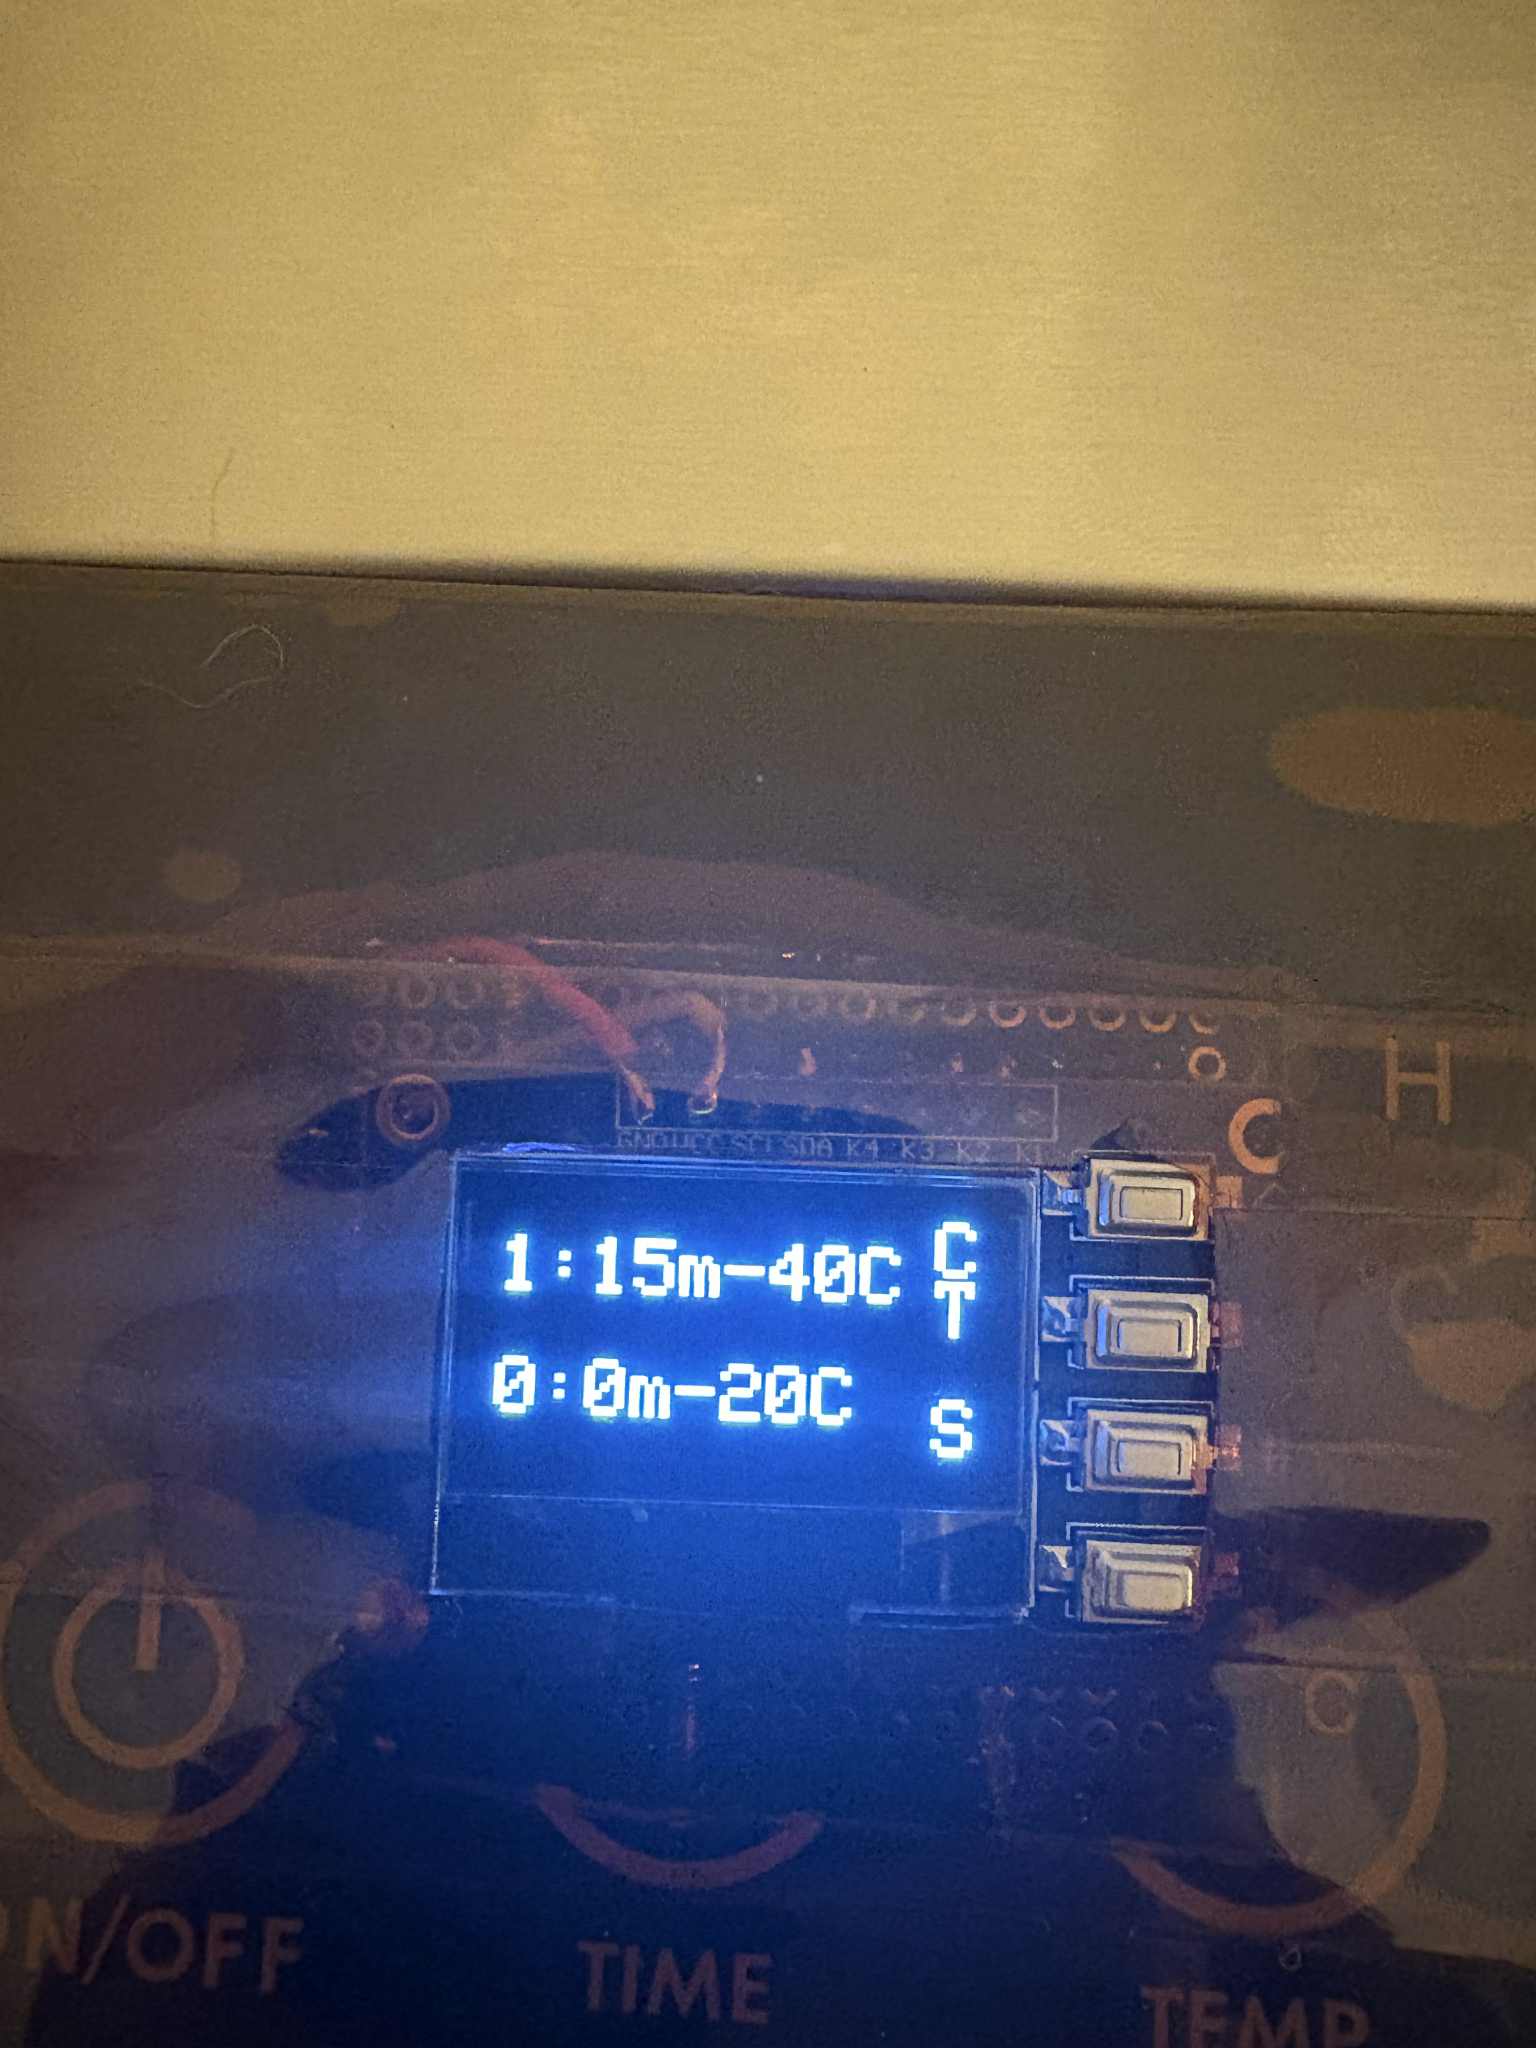 H
C
GND VCC SCL SDA K4 K3 K2 K1
1:15m-40C C
T
0:0m-20C
S
C
ON/OFF
TIME
TEMP